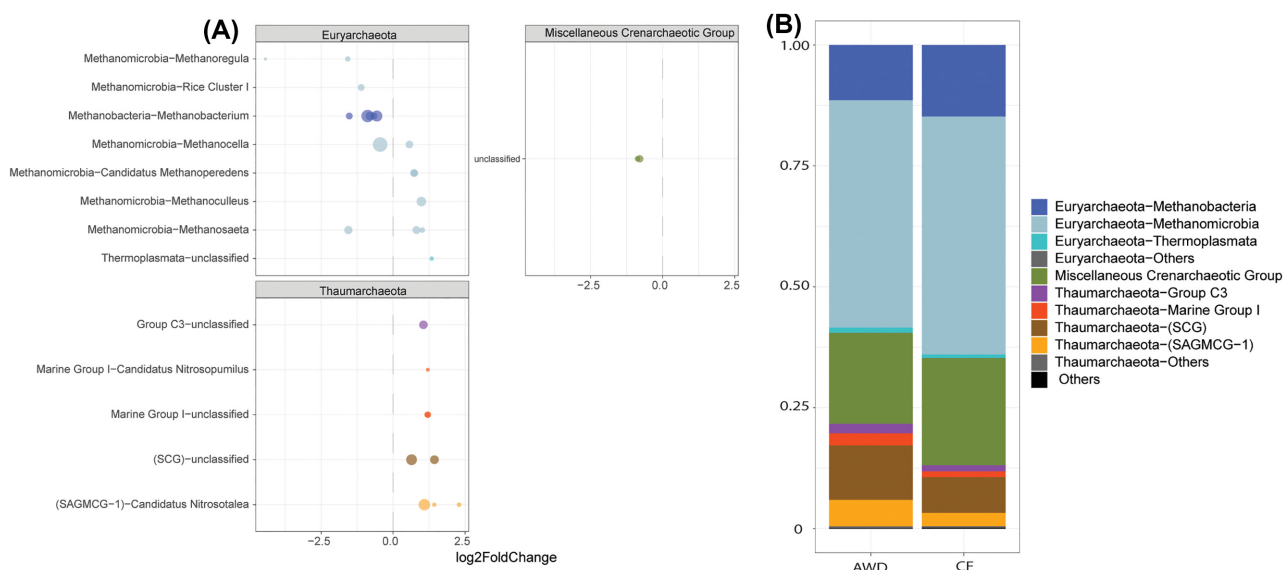 (A)
Euryarchaeota
Methanomicrobia−Methanoregula
Methanomicrobia−Rice Cluster I
Methanobacteria−Methanobacterium
Methanomicrobia−Methanocella
Methanomicrobia−Candidatus Methanoperedens
Methanomicrobia−Methanoculleus
Methanomicrobia−Methanosaeta
Thermoplasmata−unclassified
Thaumarchaeota
Group C3−unclassified
Marine Group I−Candidatus Nitrosopumilus
Marine Group I−unclassified
(SCG)−unclassified
(SAGMCG−1)−Candidatus Nitrosotalea
−2.5 0.0 2.5
log2FoldChange
Miscellaneous Crenarchaeotic Group
unclassified
−2.5 0.0 2.5
(B)
1.00
0.75
0.50
0.25
0
AWD CF
Euryarchaeota−Methanobacteria
Euryarchaeota−Methanomicrobia
Euryarchaeota−Thermoplasmata
Euryarchaeota−Others
Miscellaneous Crenarchaeotic Group
Thaumarchaeota−Group C3
Thaumarchaeota−Marine Group I
Thaumarchaeota−(SCG)
Thaumarchaeota−(SAGMCG−1)
Thaumarchaeota−Others
Others